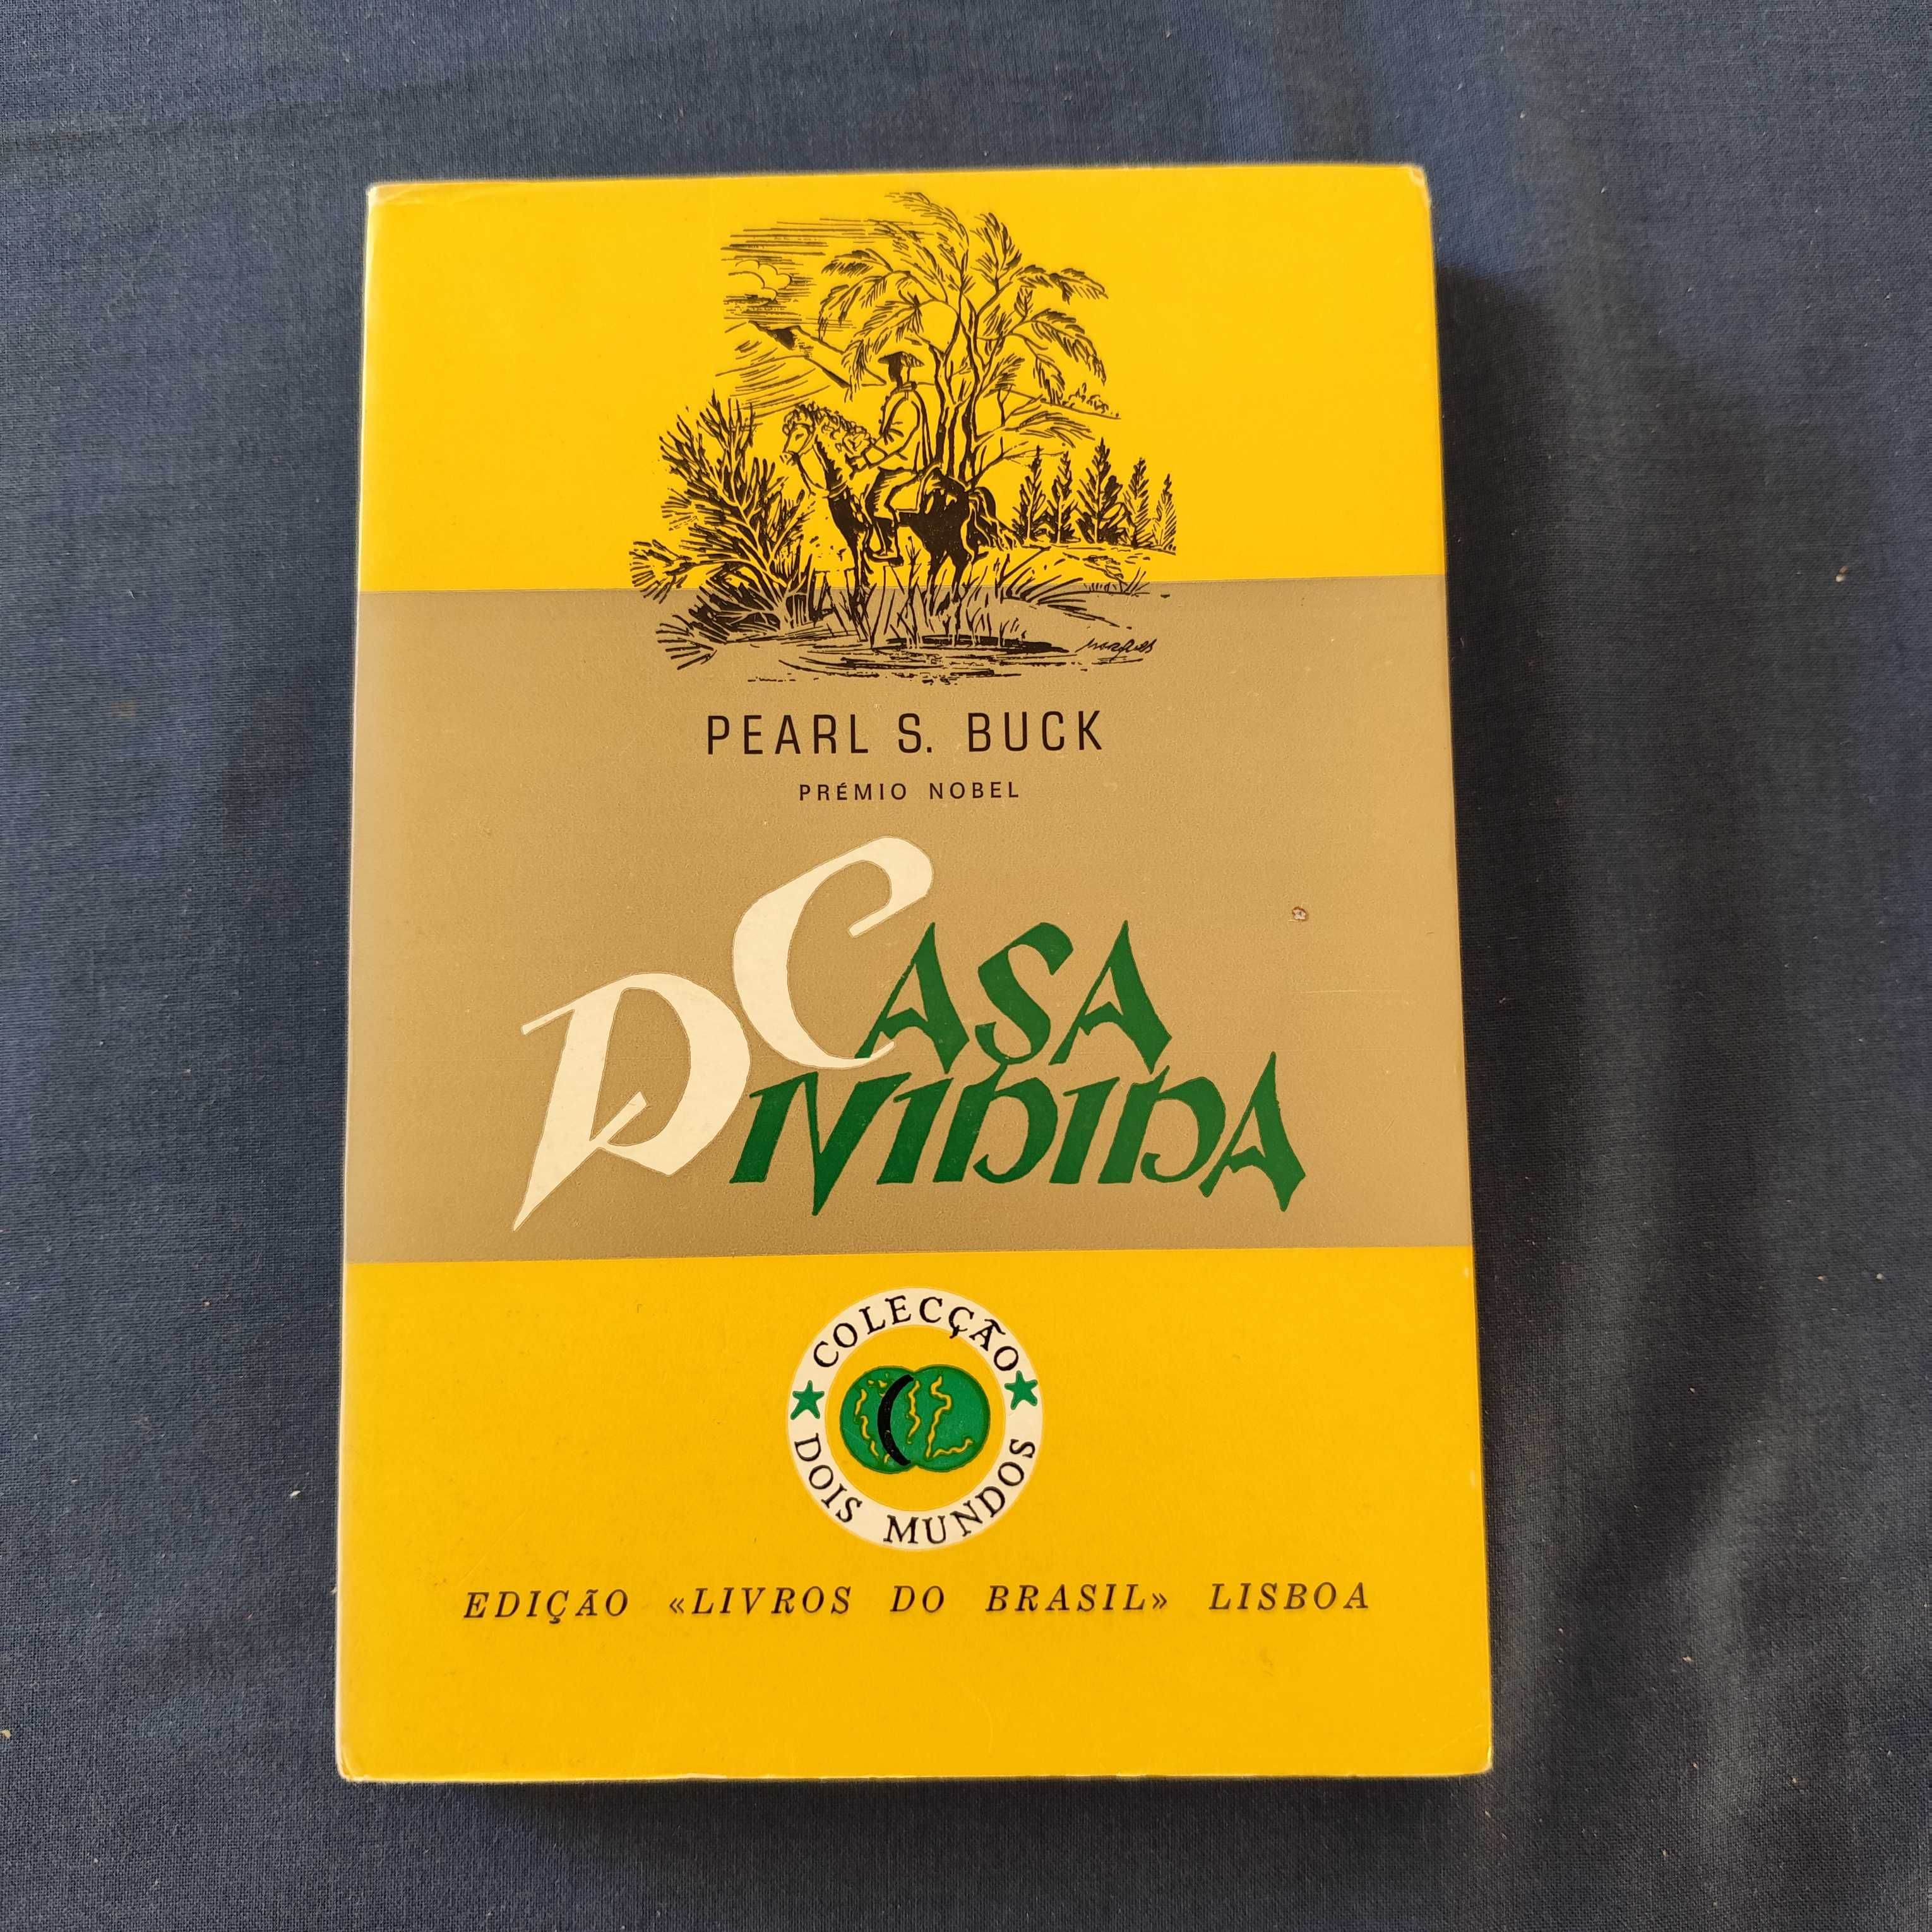 PEARL S. BUCK
PRÉMIO NOBEL
CASA
DIVIDIDA
COLECÇÃO
DOIS MUNDOS
EDIÇÃO «LIVROS DO BRASIL» LISBOA